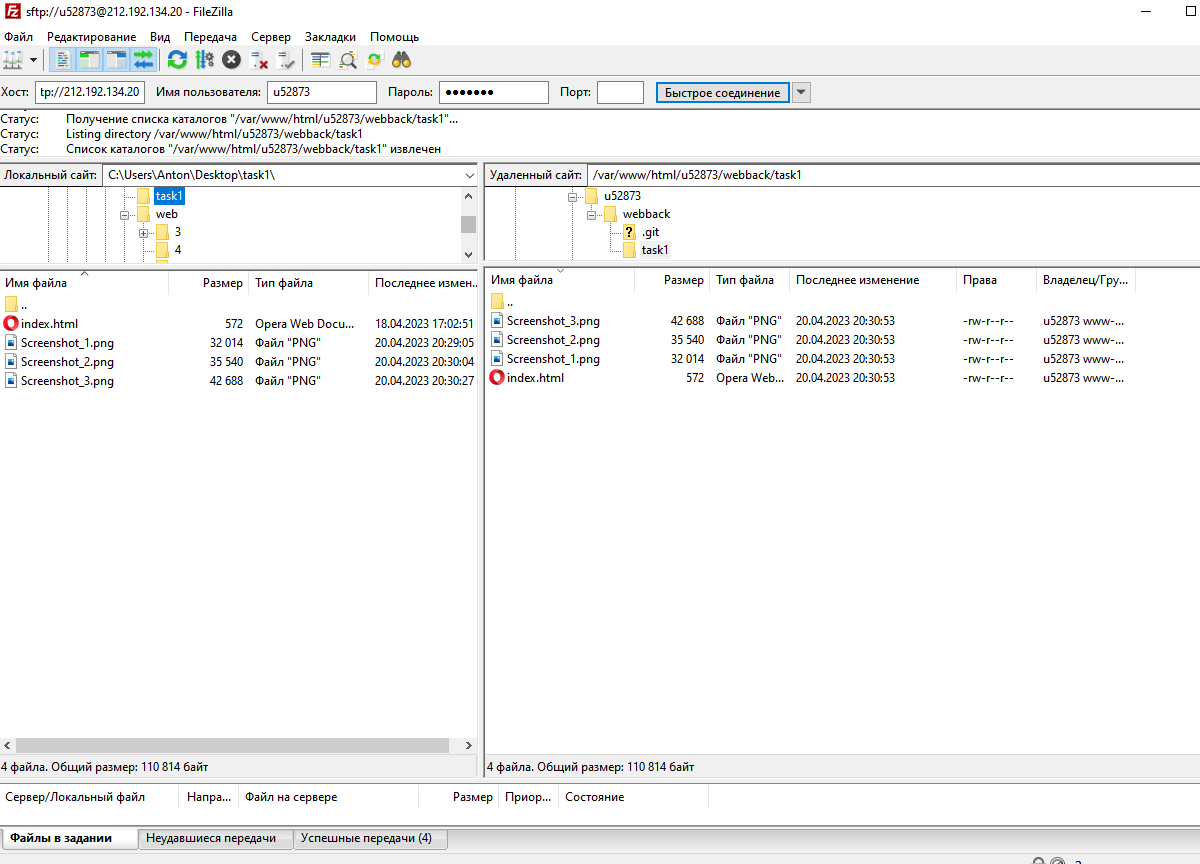 sftp://u52873@212.192.134.20 - FileZilla
Файл Редактирование Вид Передача Сервер Закладки Помощь
Хост: tp://212.192.134.20 Имя пользователя: u52873 Пароль: ●●●●●●● Порт: Быстрое соединение
Статус: Получение списка каталогов "/var/www/html/u52873/webback/task1"...
Статус: Listing directory /var/www/html/u52873/webback/task1
Статус: Список каталогов "/var/www/html/u52873/webback/task1" извлечен
Локальный сайт: C:\Users\Anton\Desktop\task1\
task1
web
3
4
Имя файла Размер Тип файла Последнее измен...
..
index.html 572 Opera Web Docu... 18.04.2023 17:02:51
Screenshot_1.png 32 014 Файл "PNG" 20.04.2023 20:29:05
Screenshot_2.png 35 540 Файл "PNG" 20.04.2023 20:30:04
Screenshot_3.png 42 688 Файл "PNG" 20.04.2023 20:30:27
4 файла. Общий размер: 110 814 байт
Удаленный сайт: /var/www/html/u52873/webback/task1
u52873
webback
? .git
task1
Имя файла Размер Тип файла Последнее изменение Права Владелец/Гру...
..
Screenshot_3.png 42 688 Файл "PNG" 20.04.2023 20:30:53 -rw-r--r-- u52873 www-...
Screenshot_2.png 35 540 Файл "PNG" 20.04.2023 20:30:53 -rw-r--r-- u52873 www-...
Screenshot_1.png 32 014 Файл "PNG" 20.04.2023 20:30:53 -rw-r--r-- u52873 www-...
index.html 572 Opera Web... 20.04.2023 20:30:53 -rw-r--r-- u52873 www-...
4 файла. Общий размер: 110 814 байт
Сервер/Локальный файл Напра... Файл на сервере Размер Приор... Состояние
Файлы в задании Неудавшиеся передачи Успешные передачи (4)